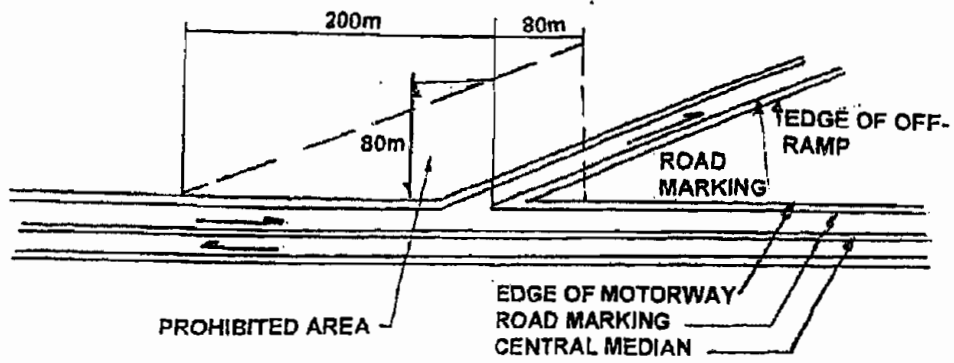 200m
80m
80m
EDGE OF OFF-
RAMP
ROAD
MARKING
EDGE OF MOTORWAY
ROAD MARKING
PROHIBITED AREA
CENTRAL MEDIAN